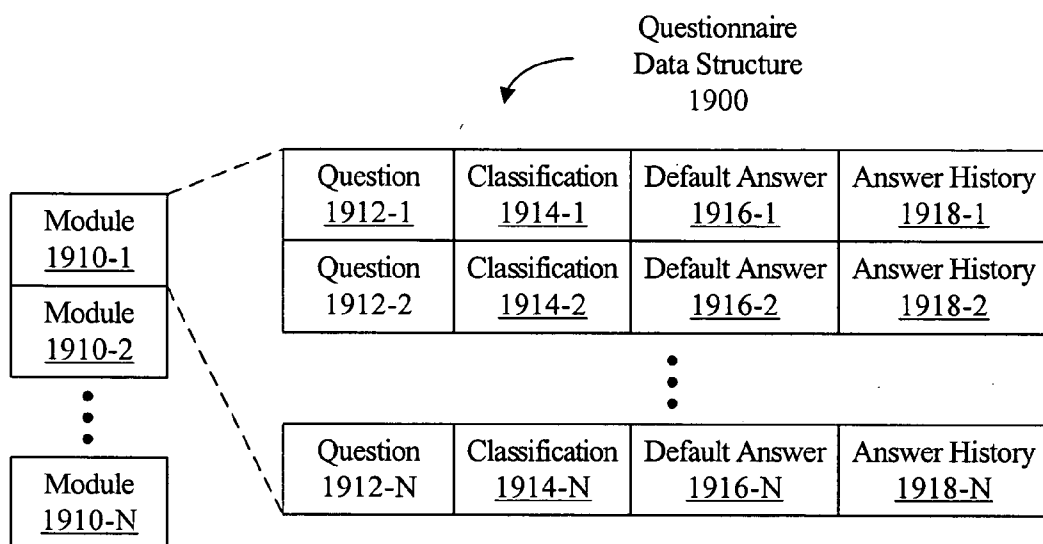 Questionnaire
Data Structure
1900
Module
1910-1
Module
1910-2
Module
1910-N
Question Classification Default Answer Answer History
1912-1 1914-1 1916-1 1918-1
Question Classification Default Answer Answer History
1912-2 1914-2 1916-2 1918-2
Question Classification Default Answer Answer History
1912-N 1914-N 1916-N 1918-N